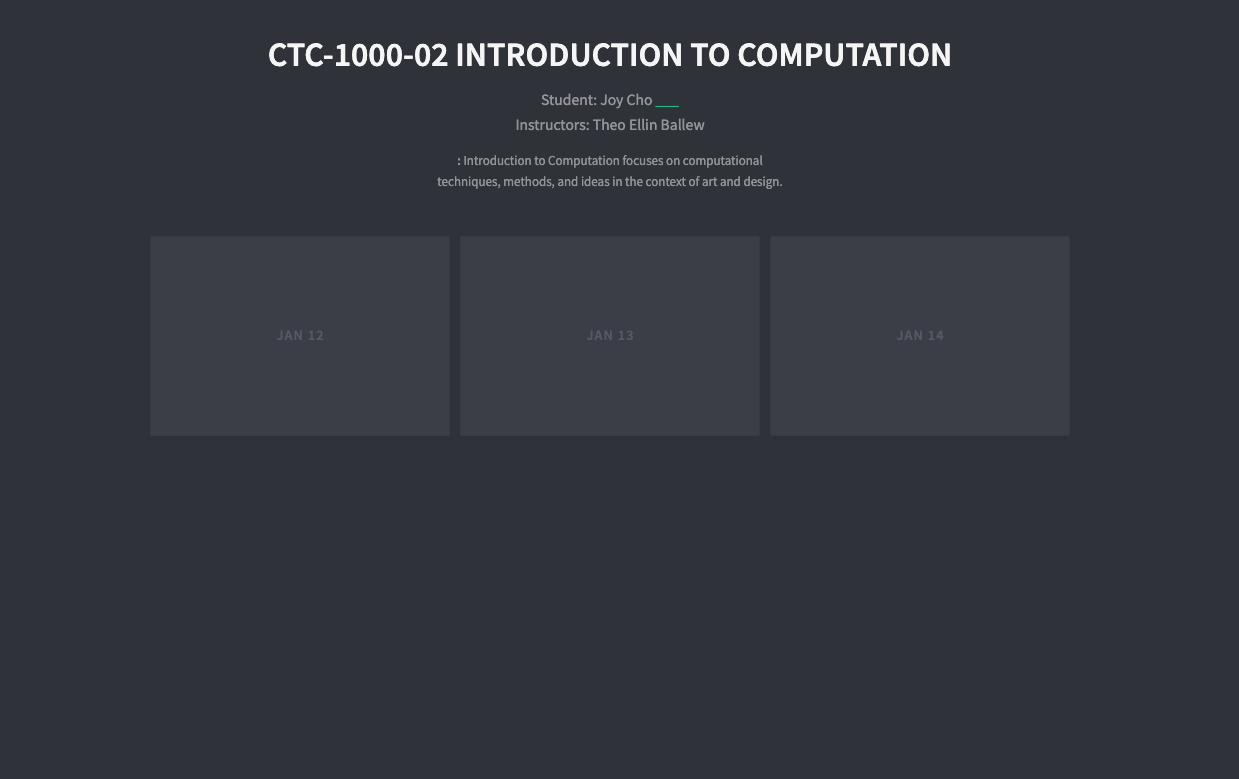 CTC-1000-02 INTRODUCTION TO COMPUTATION
Student: Joy Cho ___
Instructors: Theo Ellin Ballew
: Introduction to Computation focuses on computational
techniques, methods, and ideas in the context of art and design.
JAN 12
JAN 13
JAN 14